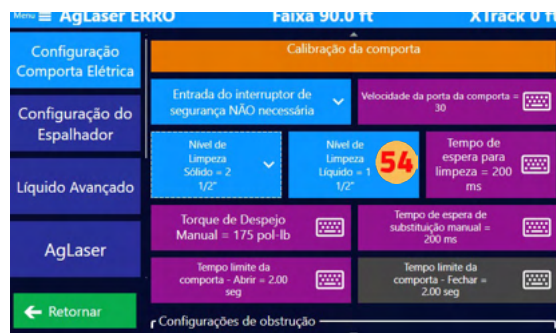 Menu ≡ AgLaser ERRO Faixa 90.0 ft XTrack 0 f
Configuração
Comporta Elétrica
Configuração do
Espalhador
Líquido Avançado
AgLaser
← Retornar
Calibração da comporta
Entrada do interruptor de
segurança NÃO necessária
Velocidade da porta da comporta =
30
Nível de
Limpeza
Sólido = 2
1/2"
Nível de
Limpeza
Líquido = 1
1/2"
54
Tempo de
espera para
limpeza = 200
ms
Torque de Despejo
Manual = 175 pol-lb
Tempo de espera de
substituição manual =
200 ms
Tempo limite da
comporta - Abrir = 2.00
seg
Tempo limite da
comporta - Fechar =
2.00 seg
Configurações de obstrução